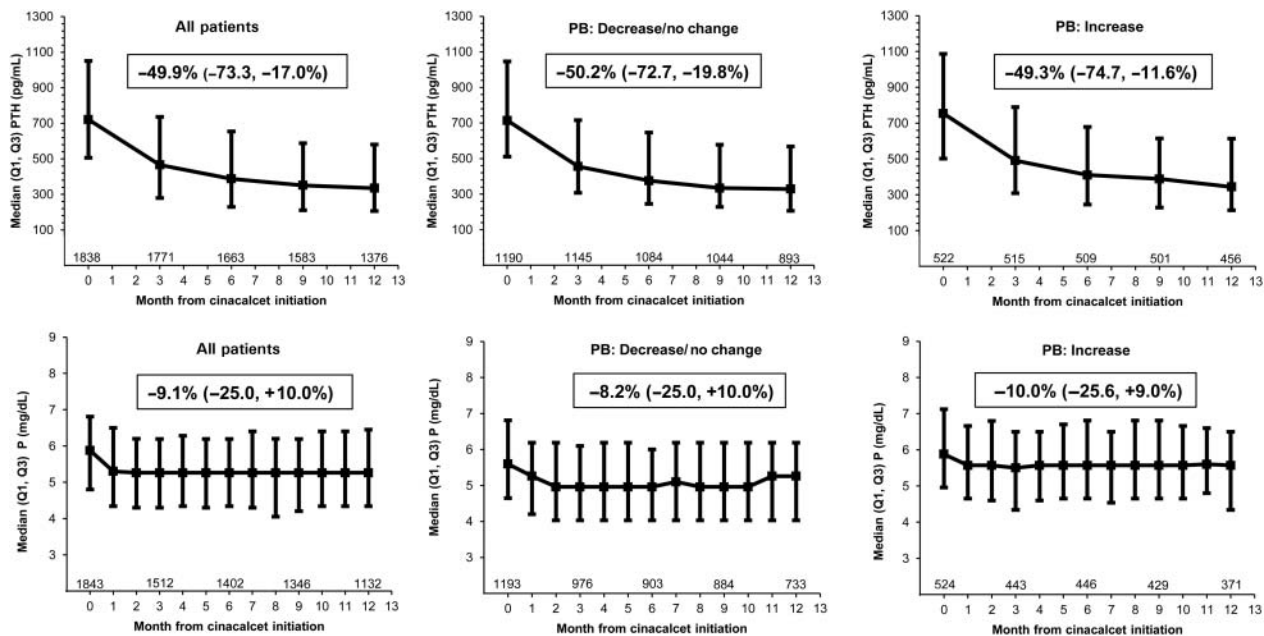 All patients
−49.9% (−73.3, −17.0%)
Median (Q1, Q3) PTH (pg/mL)
1300
1100
900
700
500
300
100
1838 1771 1663 1583 1376
0 1 2 3 4 5 6 7 8 9 10 11 12 13
Month from cinacalcet initiation
PB: Decrease/no change
−50.2% (−72.7, −19.8%)
Median (Q1, Q3) PTH (pg/mL)
1300
1100
900
700
500
300
100
1190 1145 1084 1044 893
0 1 2 3 4 5 6 7 8 9 10 11 12 13
Month from cinacalcet initiation
PB: Increase
−49.3% (−74.7, −11.6%)
Median (Q1, Q3) PTH (pg/mL)
1300
1100
900
700
500
300
100
522 515 509 501 456
0 1 2 3 4 5 6 7 8 9 10 11 12 13
Month from cinacalcet initiation
All patients
−9.1% (−25.0, +10.0%)
Median (Q1, Q3) P (mg/dL)
9
8
7
6
5
4
3
1843 1512 1402 1346 1132
0 1 2 3 4 5 6 7 8 9 10 11 12 13
Month from cinacalcet initiation
PB: Decrease/ no change
−8.2% (−25.0, +10.0%)
Median (Q1, Q3) P (mg/dL)
9
8
7
6
5
4
3
1193 976 903 884 733
0 1 2 3 4 5 6 7 8 9 10 11 12 13
Month from cinacalcet initiation
PB: Increase
−10.0% (−25.6, +9.0%)
Median (Q1, Q3) P (mg/dL)
9
8
7
6
5
4
3
524 443 446 429 371
0 1 2 3 4 5 6 7 8 9 10 11 12 13
Month from cinacalcet initiation